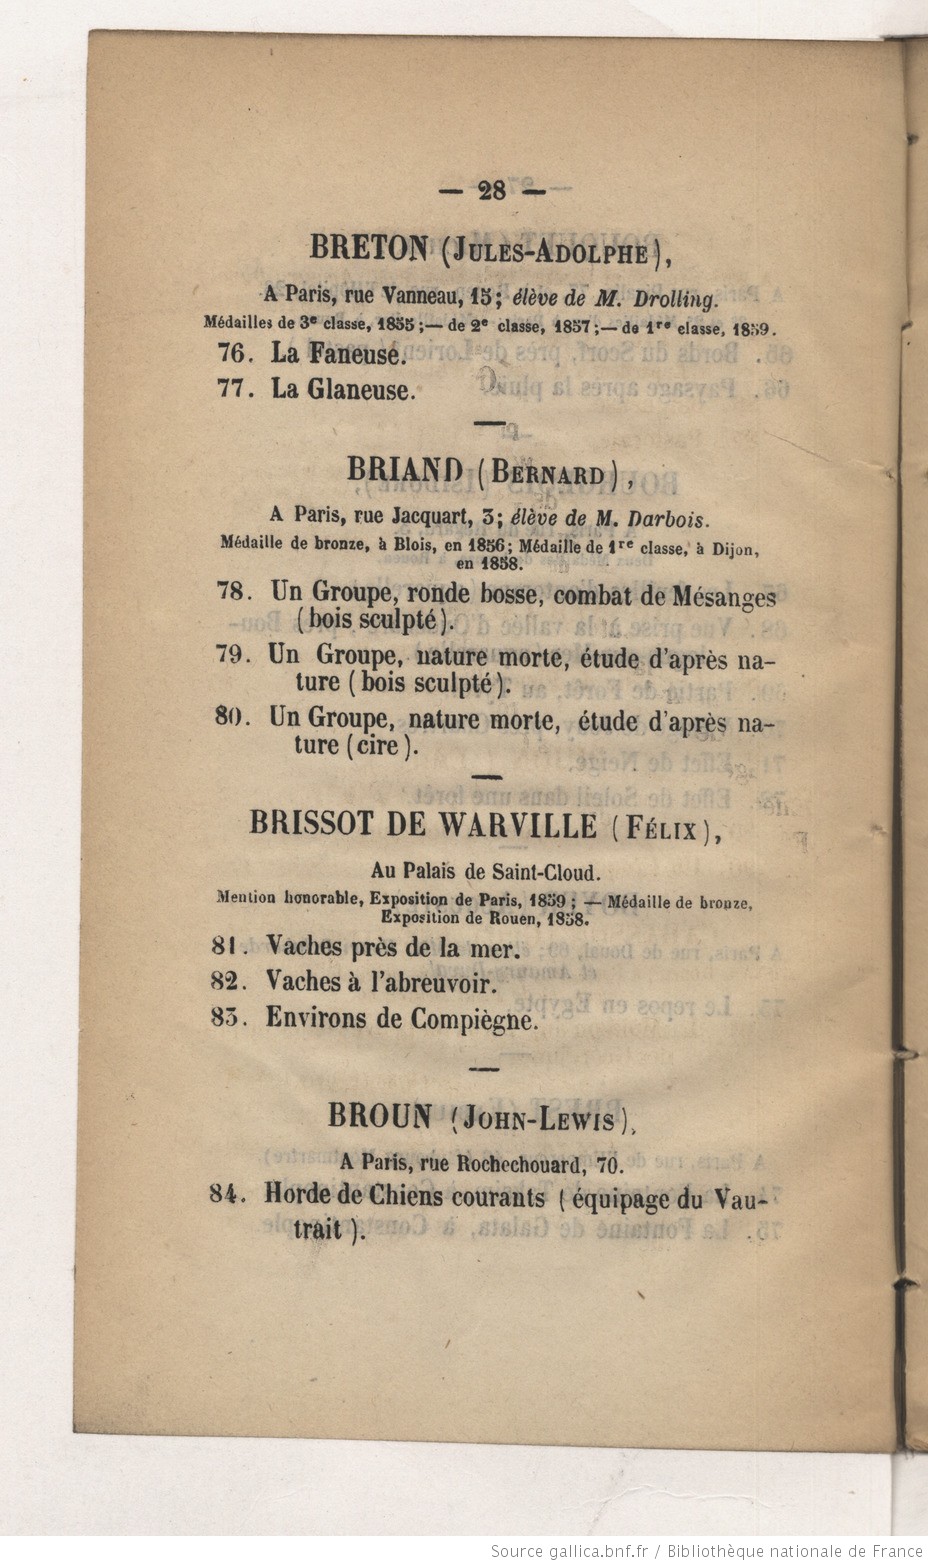 — 28 —
BRETON (JULES-ADOLPHE),
A Paris, rue Vanneau, 15; élève de M. Drolling.
Médailles de 3e classe, 1855;— de 2e classe, 1857;— de 1re classe, 1859.
76. La Faneuse.
77. La Glaneuse.
BRIAND (BERNARD),
A Paris, rue Jacquart, 3; élève de M. Darbois.
Médaille de bronze, à Blois, en 1856; Médaille de 1re classe, à Dijon,
en 1858.
78. Un Groupe, ronde bosse, combat de Mésanges
(bois sculpté).
79. Un Groupe, nature morte, étude d'après na-
ture (bois sculpté).
80. Un Groupe, nature morte, étude d'après na-
ture (cire).
BRISSOT DE WARVILLE (FÉLIX),
Au Palais de Saint-Cloud.
Mention honorable, Exposition de Paris, 1859; — Médaille de bronze,
Exposition de Rouen, 1858.
81. Vaches près de la mer.
82. Vaches à l'abreuvoir.
83. Environs de Compiègne.
BROUN (JOHN-LEWIS),
A Paris, rue Rochechouard, 70.
84. Horde de Chiens courants (équipage du Vau-
trait).
Source gallica.bnf.fr / Bibliothèque nationale de France